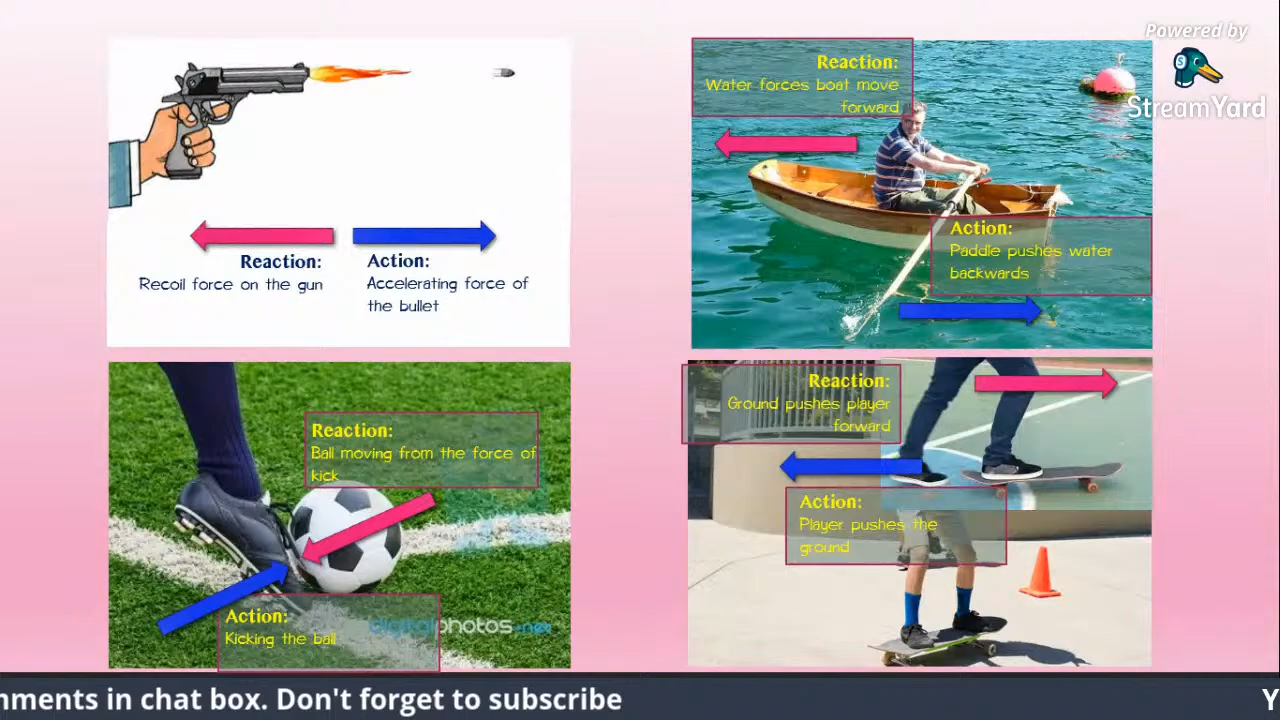 Powered by
StreamYard
Reaction:
Recoil force on the gun
Action:
Accelerating force of
the bullet
Reaction:
Water forces boat move
forward
Action:
Paddle pushes water
backwards
Reaction:
Ball moving from the force of
kick
Action:
Kicking the ball
digitalphotos.net
Reaction:
Ground pushes player
forward
Action:
Player pushes the
ground
in chat box. Don't forget to subscribe